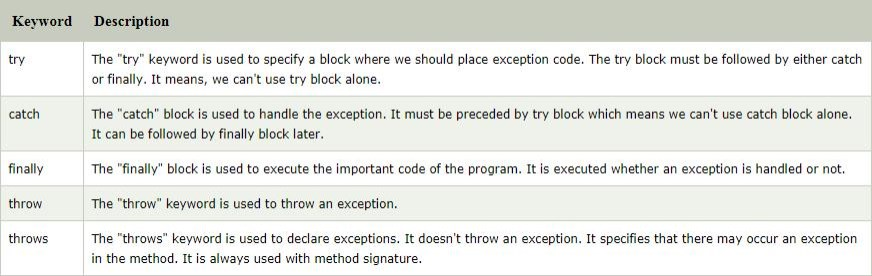 Keyword Description
try The "try" keyword is used to specify a block where we should place exception code. The try block must be followed by either catch
or finally. It means, we can't use try block alone.
catch The "catch" block is used to handle the exception. It must be preceded by try block which means we can't use catch block alone.
It can be followed by finally block later.
finally The "finally" block is used to execute the important code of the program. It is executed whether an exception is handled or not.
throw The "throw" keyword is used to throw an exception.
throws The "throws" keyword is used to declare exceptions. It doesn't throw an exception. It specifies that there may occur an exception
in the method. It is always used with method signature.